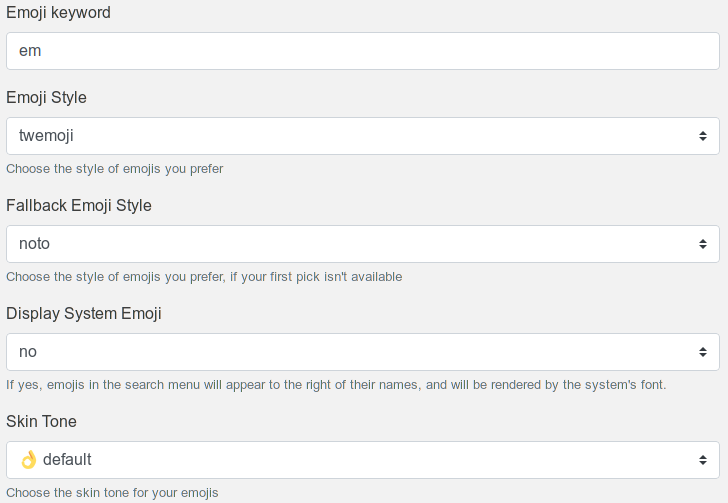 Emoji keyword
em
Emoji Style
twemoji
Choose the style of emojis you prefer
Fallback Emoji Style
noto
Choose the style of emojis you prefer, if your first pick isn't available
Display System Emoji
no
If yes, emojis in the search menu will appear to the right of their names, and will be rendered by the system's font.
Skin Tone
👌 default
Choose the skin tone for your emojis